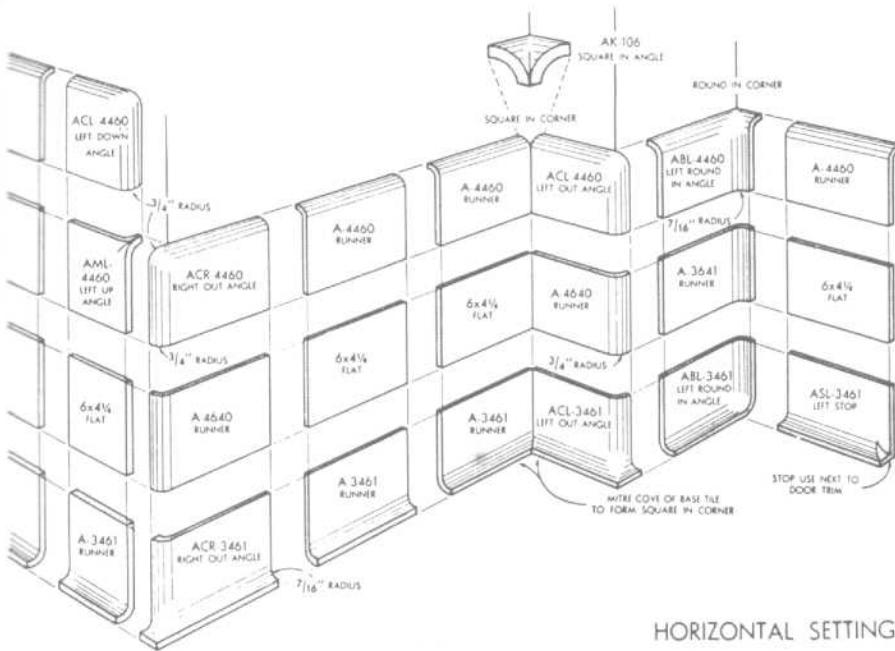 AK-106
SQUARE IN ANGLE
SQUARE IN CORNER
ROUND IN CORNER
ACL 4460
LEFT DOWN
ANGLE
3/4" RADIUS
AML-
4460
LEFT UP
ANGLE
ACR 4460
RIGHT OUT ANGLE
A-4460
RUNNER
A-4460
RUNNER
ACL 4460
LEFT OUT ANGLE
ABL-4460
LEFT ROUND
IN ANGLE
7/16" RADIUS
A-4460
RUNNER
3/4" RADIUS
6x4¼
FLAT
A-4640
RUNNER
6x4¼
FLAT
6x4¼
FLAT
A-4640
RUNNER
3/4" RADIUS
A-3641
RUNNER
6x4¼
FLAT
A-3461
RUNNER
ACR-3461
RIGHT OUT ANGLE
7/16" RADIUS
A-3461
RUNNER
A-3461
RUNNER
ACL-3461
LEFT OUT ANGLE
ABL-3461
LEFT ROUND
IN ANGLE
ASL-3461
LEFT STOP
MITRE COVE OF BASE TILE
TO FORM SQUARE IN CORNER
STOP USE NEXT TO
DOOR TRIM
HORIZONTAL SETTING